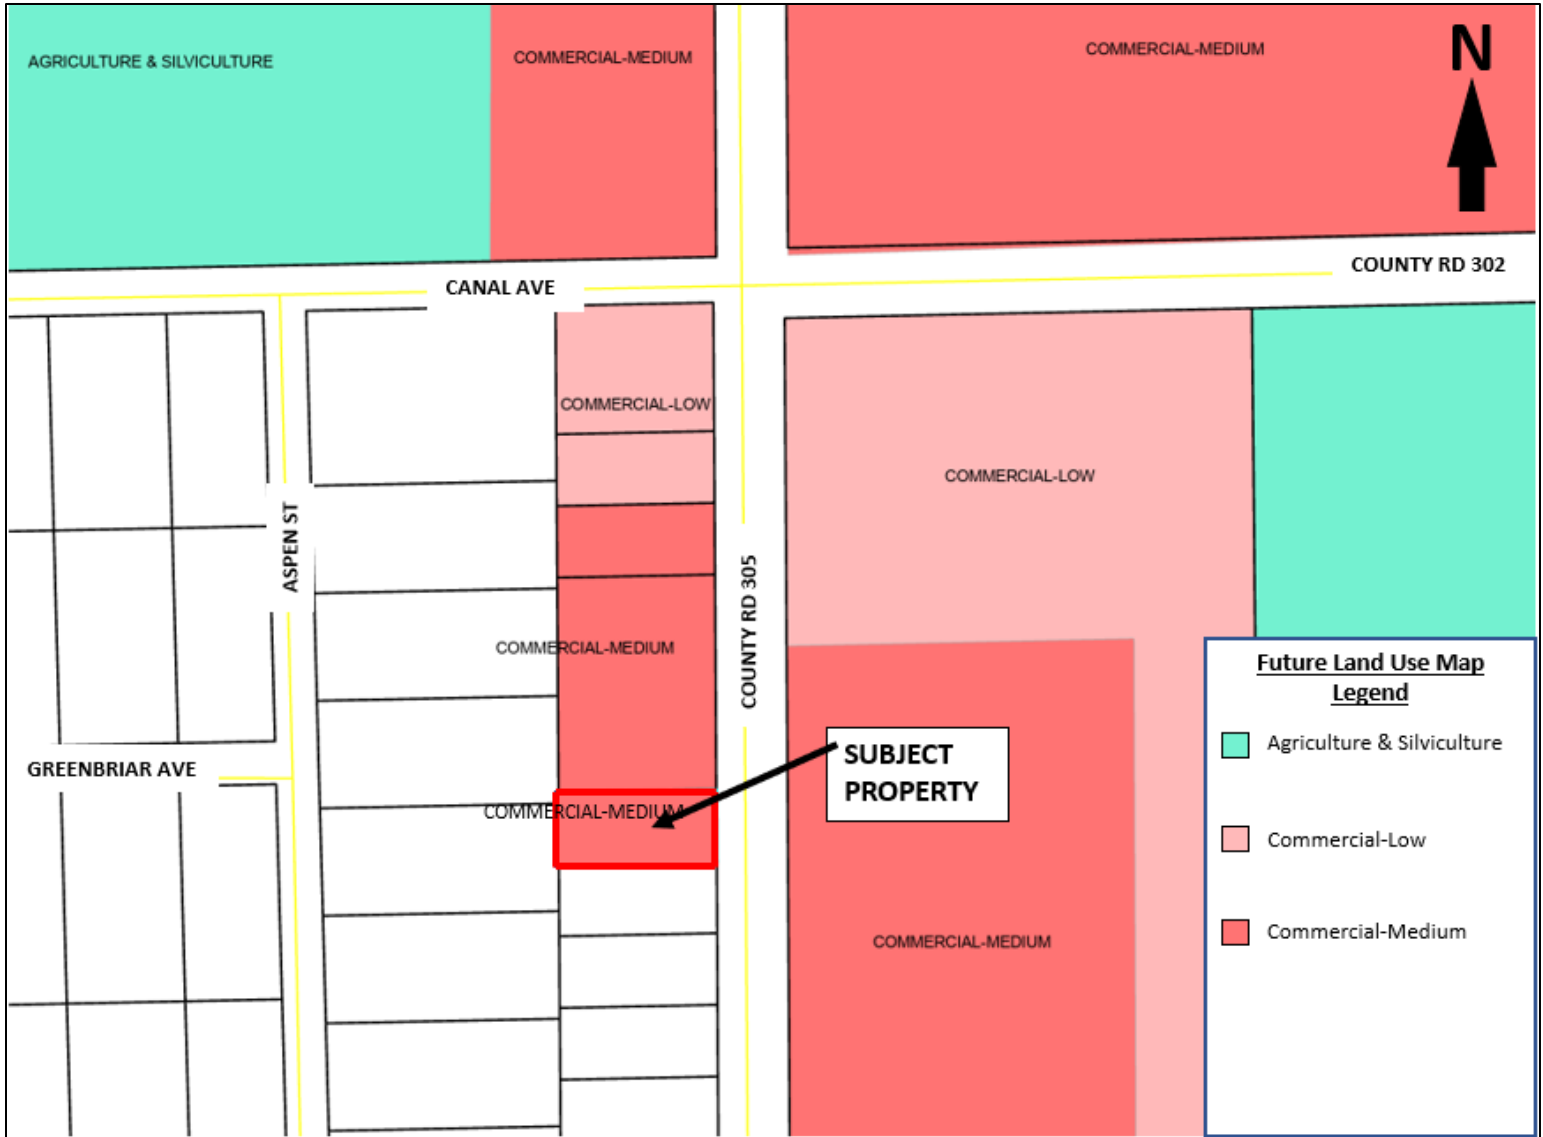 AGRICULTURE & SILVICULTURE
COMMERCIAL-MEDIUM
COMMERCIAL-MEDIUM
N
COUNTY RD 302
CANAL AVE
COMMERCIAL-LOW
COMMERCIAL-LOW
ASPEN ST
COUNTY RD 305
COMMERCIAL-MEDIUM
GREENBRIAR AVE
SUBJECT
PROPERTY
COMMERCIAL-MEDIUM
COMMERCIAL-MEDIUM
Future Land Use Map
Legend
Agriculture & Silviculture
Commercial-Low
Commercial-Medium